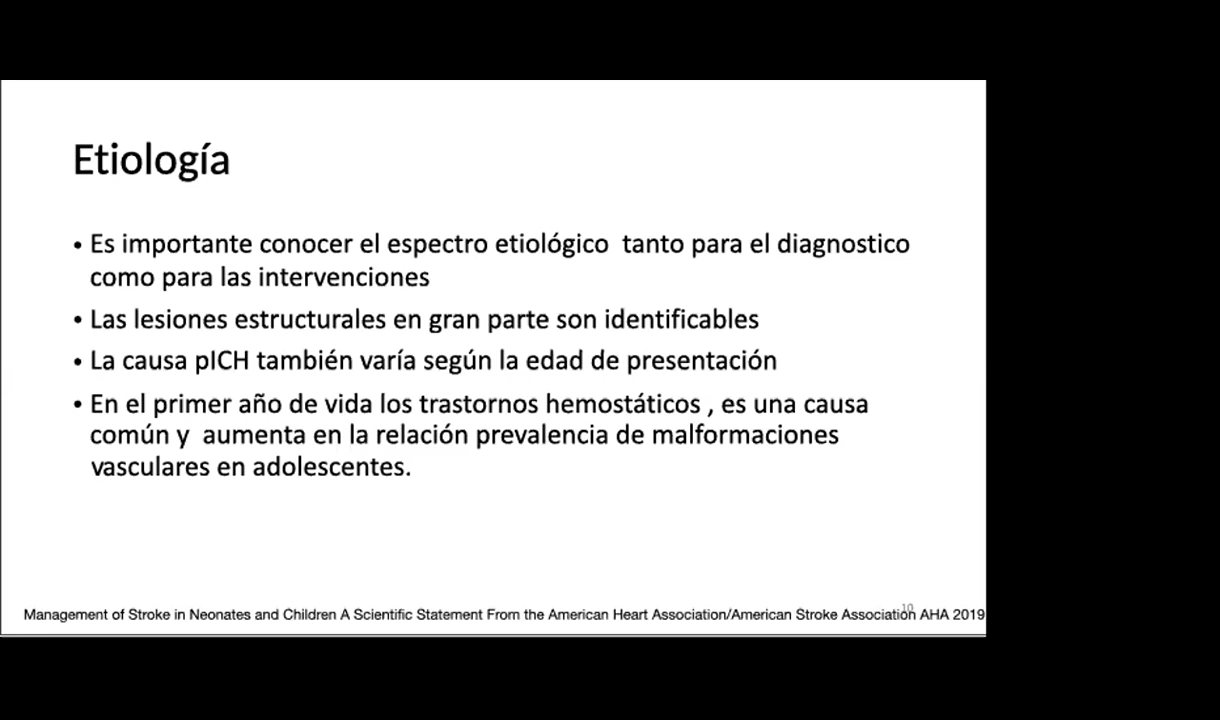 Etiología
• Es importante conocer el espectro etiológico tanto para el diagnostico
como para las intervenciones
• Las lesiones estructurales en gran parte son identificables
• La causa pICH también varía según la edad de presentación
• En el primer año de vida los trastornos hemostáticos , es una causa
común y aumenta en la relación prevalencia de malformaciones
vasculares en adolescentes.
10
Management of Stroke in Neonates and Children A Scientific Statement From the American Heart Association/American Stroke Association AHA 2019